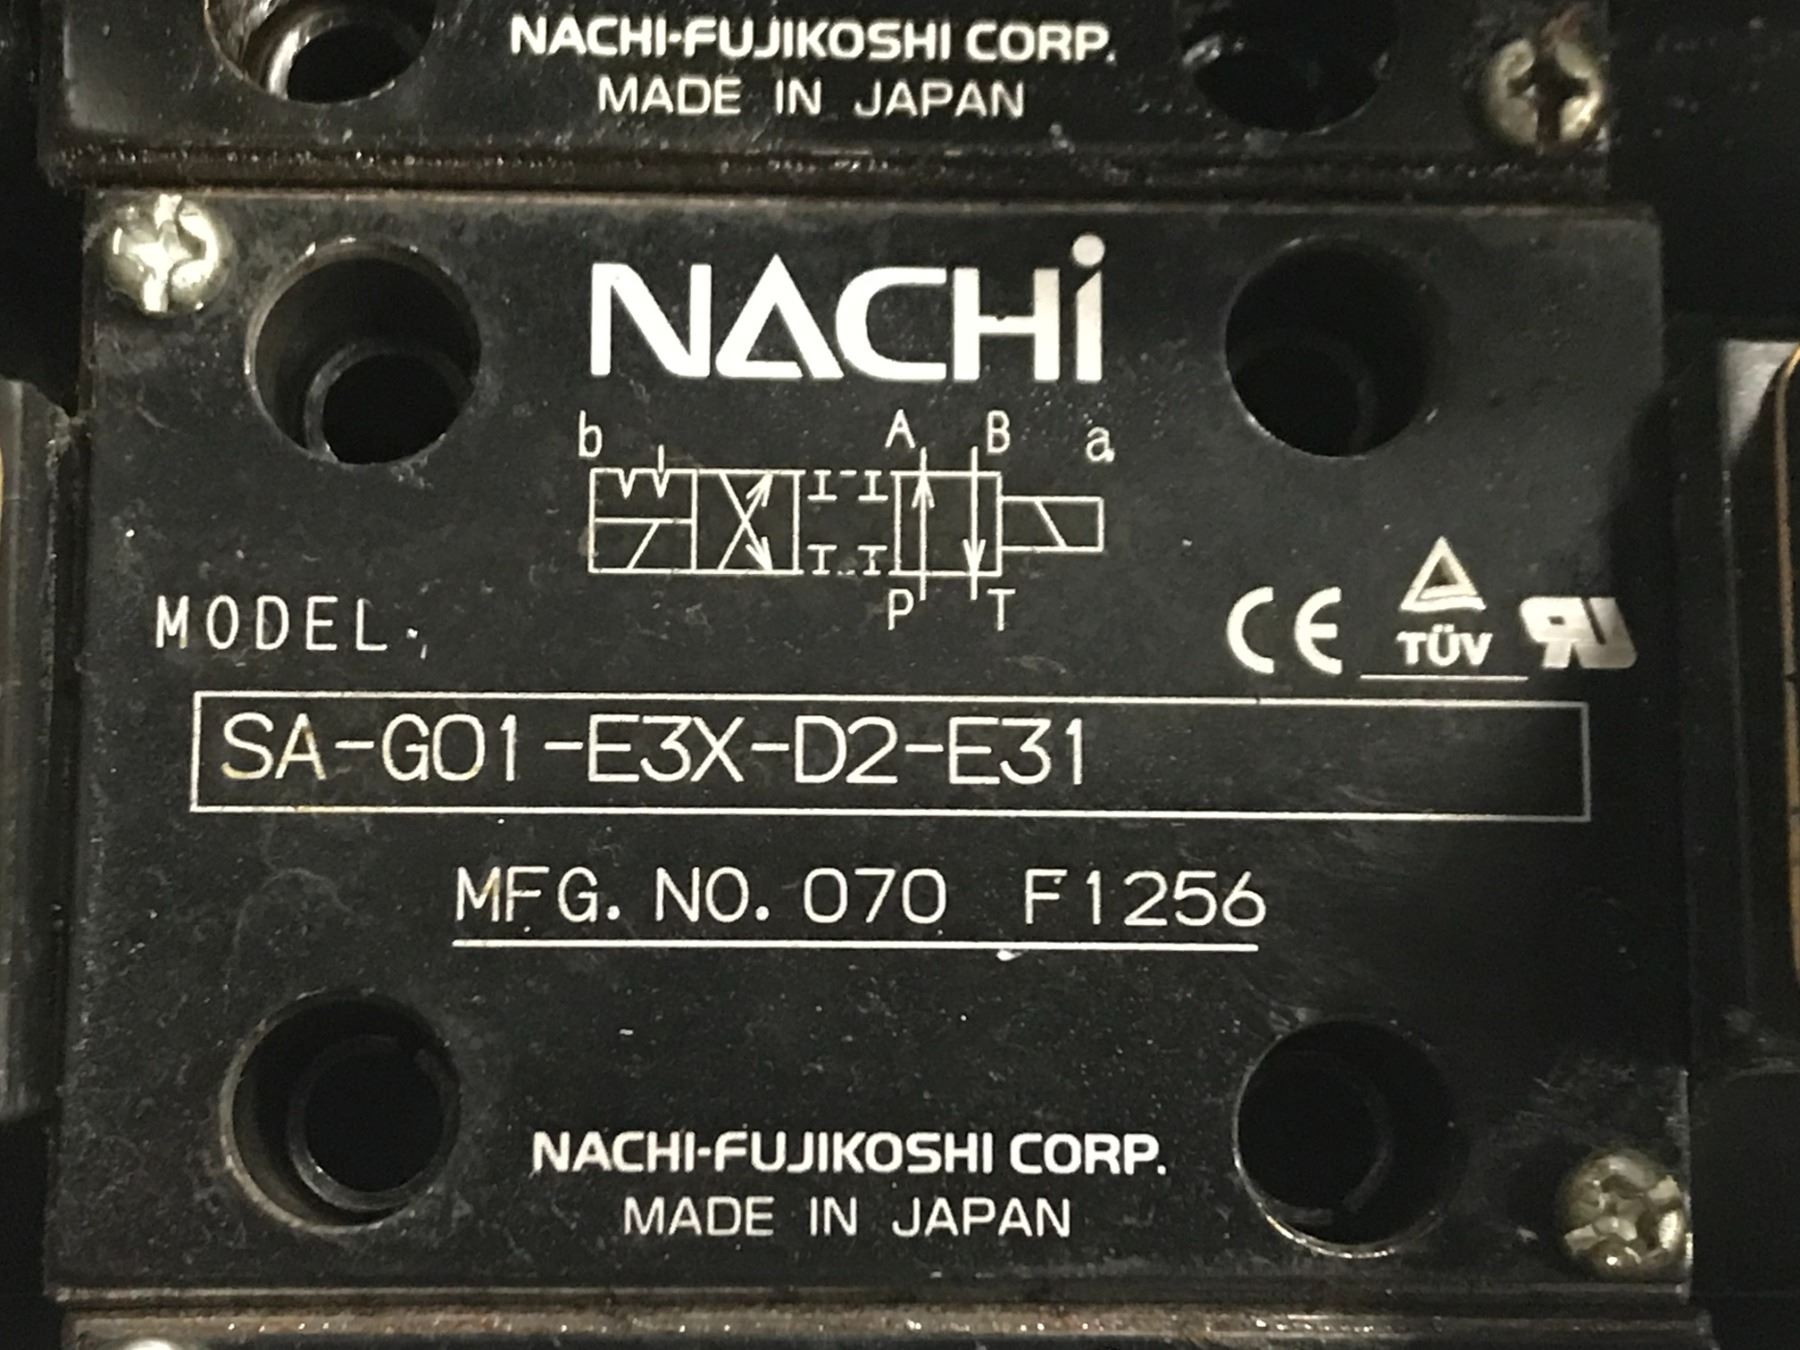 NACHI-FUJIKOSHI CORP.
MADE IN JAPAN
NACHi
b A B a
P T
MODEL.
CE TÜV RU
SA-G01-E3X-D2-E31
MFG. NO. 070 F1256
NACHI-FUJIKOSHI CORP.
MADE IN JAPAN